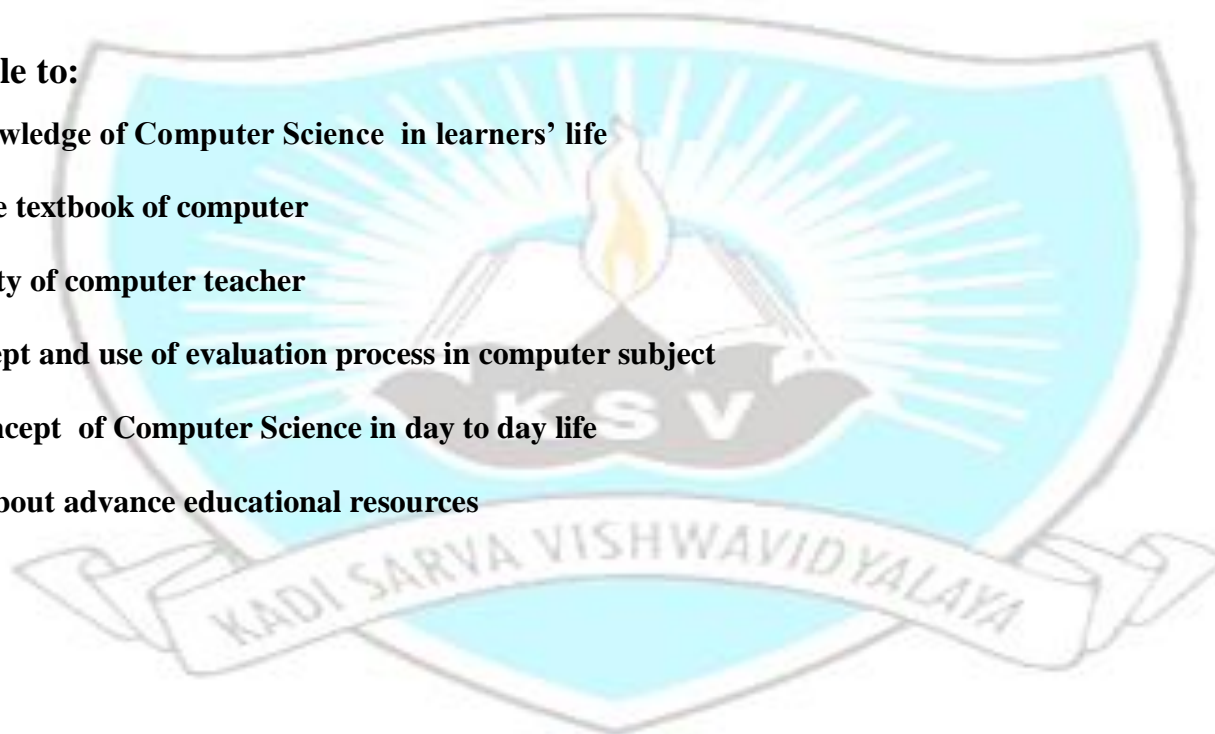 le to:
wledge of Computer Science in learners’ life
e textbook of computer
ty of computer teacher
ept and use of evaluation process in computer subject
ncept of Computer Science in day to day life
bout advance educational resources
KSV
KADI SARVA VISHWAVIDYALAYA